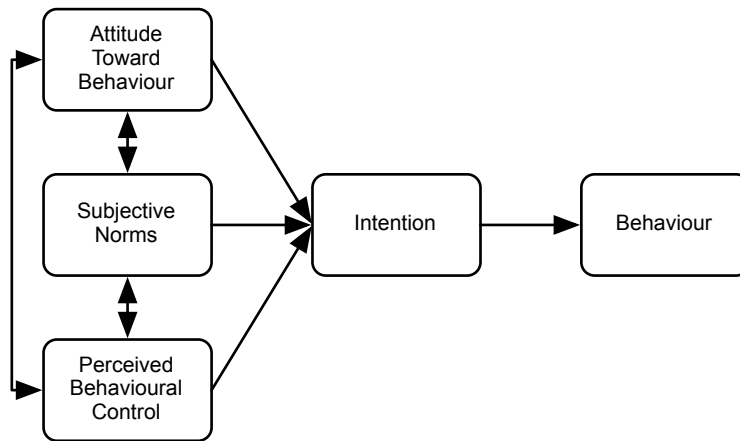 Attitude
Toward
Behaviour
Subjective
Norms
Intention
Behaviour
Perceived
Behavioural
Control